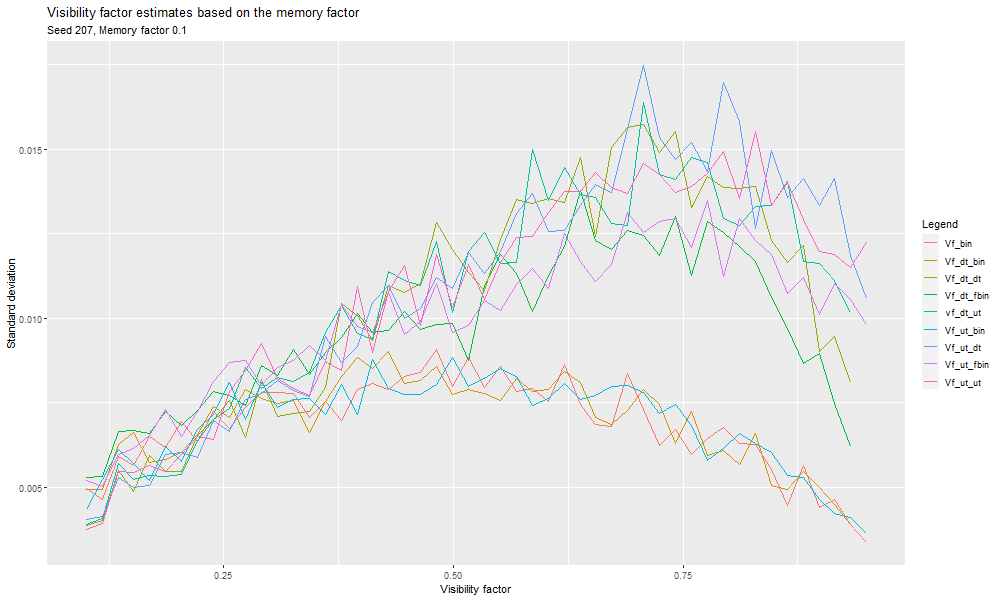 Visibility factor estimates based on the memory factor
Seed 207, Memory factor 0.1
Standard deviation
0.015
0.010
0.005
0.25
0.50
0.75
Visibility factor
Legend
Vf_bin
Vf_dt_bin
Vf_dt_dt
Vf_dt_fbin
vf_dt_ut
Vf_ut_bin
Vf_ut_dt
Vf_ut_fbin
Vf_ut_ut